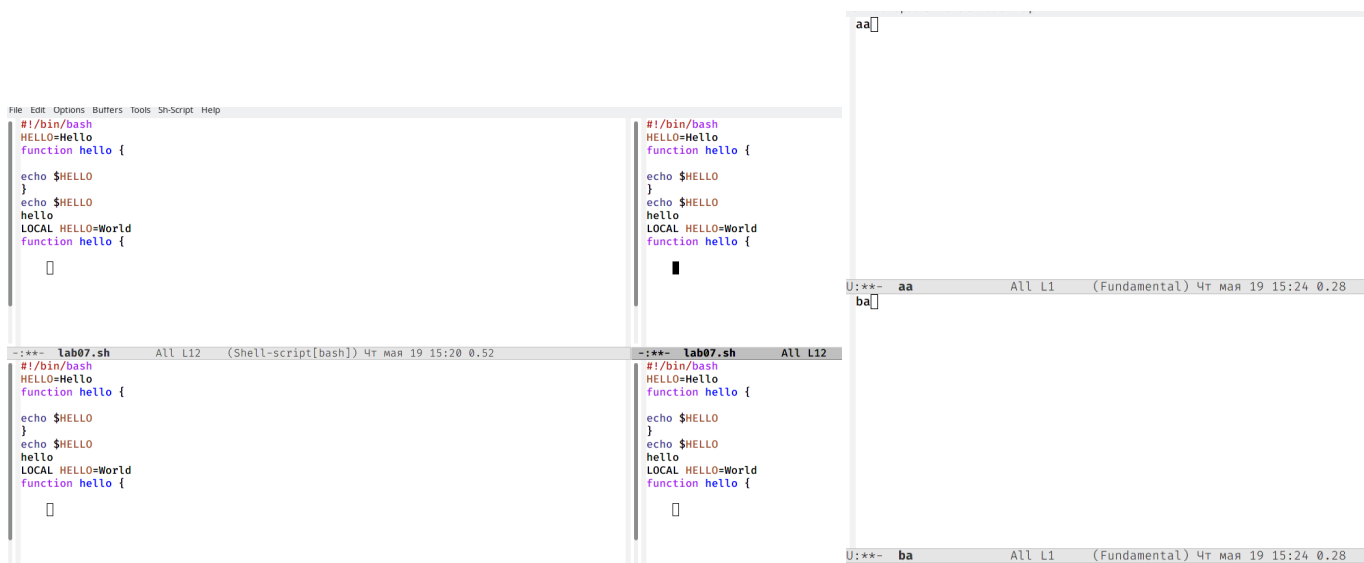 File Edit Options Buffers Tools Sh-Script Help
#!/bin/bash
HELLO=Hello
function hello {
echo $HELLO
}
echo $HELLO
hello
LOCAL HELLO=World
function hello {
-:**- lab07.sh All L12 (Shell-script[bash]) Чт мая 19 15:20 0.52
#!/bin/bash
HELLO=Hello
function hello {
echo $HELLO
}
echo $HELLO
hello
LOCAL HELLO=World
function hello {
#!/bin/bash
HELLO=Hello
function hello {
echo $HELLO
}
echo $HELLO
hello
LOCAL HELLO=World
function hello {
-:**- lab07.sh All L12
#!/bin/bash
HELLO=Hello
function hello {
echo $HELLO
}
echo $HELLO
hello
LOCAL HELLO=World
function hello {
aa
U:**- aa All L1 (Fundamental) Чт мая 19 15:24 0.28
ba
U:**- ba All L1 (Fundamental) Чт мая 19 15:24 0.28